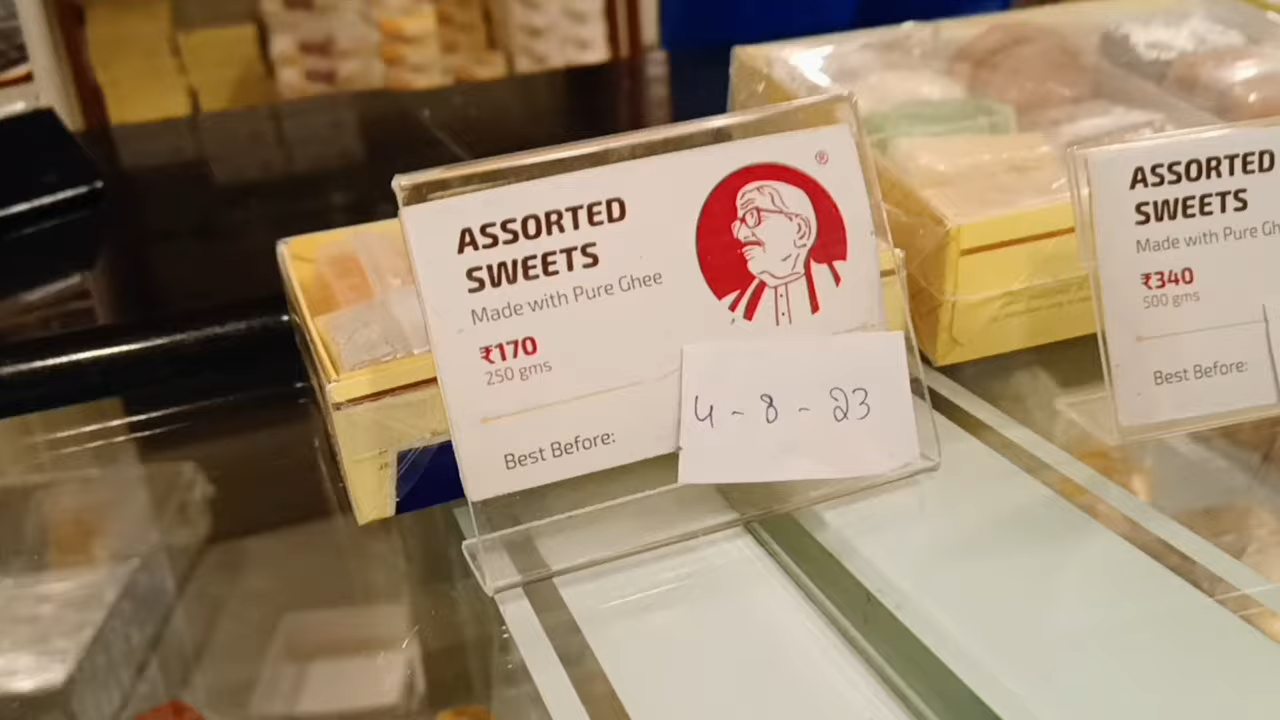 ASSORTED
SWEETS
Made with Pure Ghee
₹170
250 gms
Best Before:
4-8-23
®
ASSORTED
SWEETS
Made with Pure Gh
₹340
500 gms
Best Before: